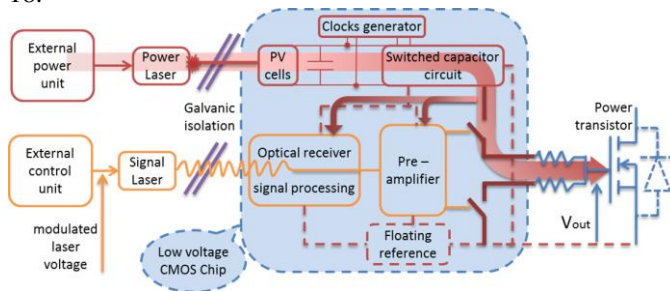 Clocks generator
External
power
unit
Power
Laser
PV
cells
Switched capacitor
circuit
Galvanic
isolation
Power
transistor
External
control
unit
Signal
Laser
Optical receiver
signal processing
Pre –
amplifier
modulated
laser
voltage
Low voltage
CMOS Chip
Floating
reference
Vout